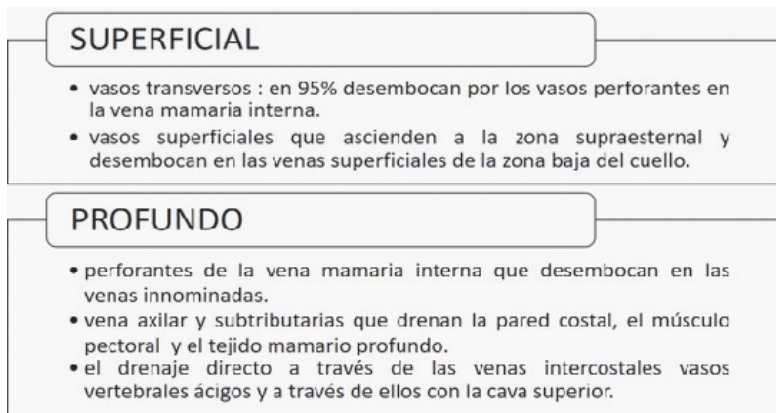 SUPERFICIAL
• vasos transversos : en 95% desembocan por los vasos perforantes en
la vena mamaria interna.
• vasos superficiales que ascienden a la zona supraesternal y
desembocan en las venas superficiales de la zona baja del cuello.
PROFUNDO
• perforantes de la vena mamaria interna que desembocan en las
venas innominadas.
• vena axilar y subtributarias que drenan la pared costal, el músculo
pectoral y el tejido mamario profundo.
• el drenaje directo a través de las venas intercostales vasos
vertebrales ácigos y a través de ellos con la cava superior.